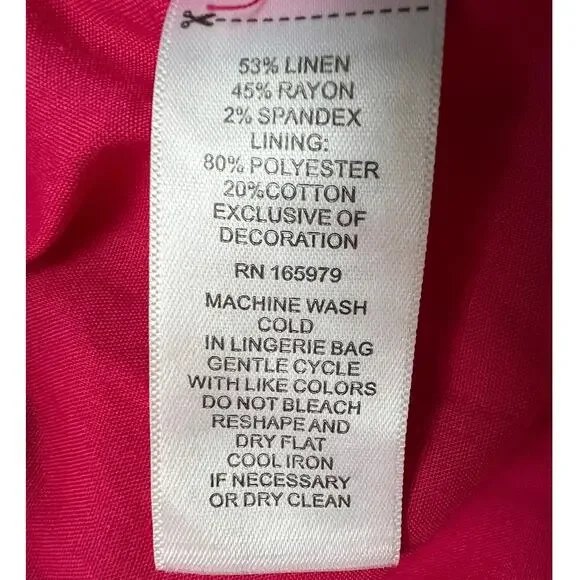 53% LINEN
45% RAYON
2% SPANDEX
LINING:
80% POLYESTER
20%COTTON
EXCLUSIVE OF
DECORATION
RN 165979
MACHINE WASH
COLD
IN LINGERIE BAG
GENTLE CYCLE
WITH LIKE COLORS
DO NOT BLEACH
RESHAPE AND
DRY FLAT
COOL IRON
IF NECESSARY
OR DRY CLEAN